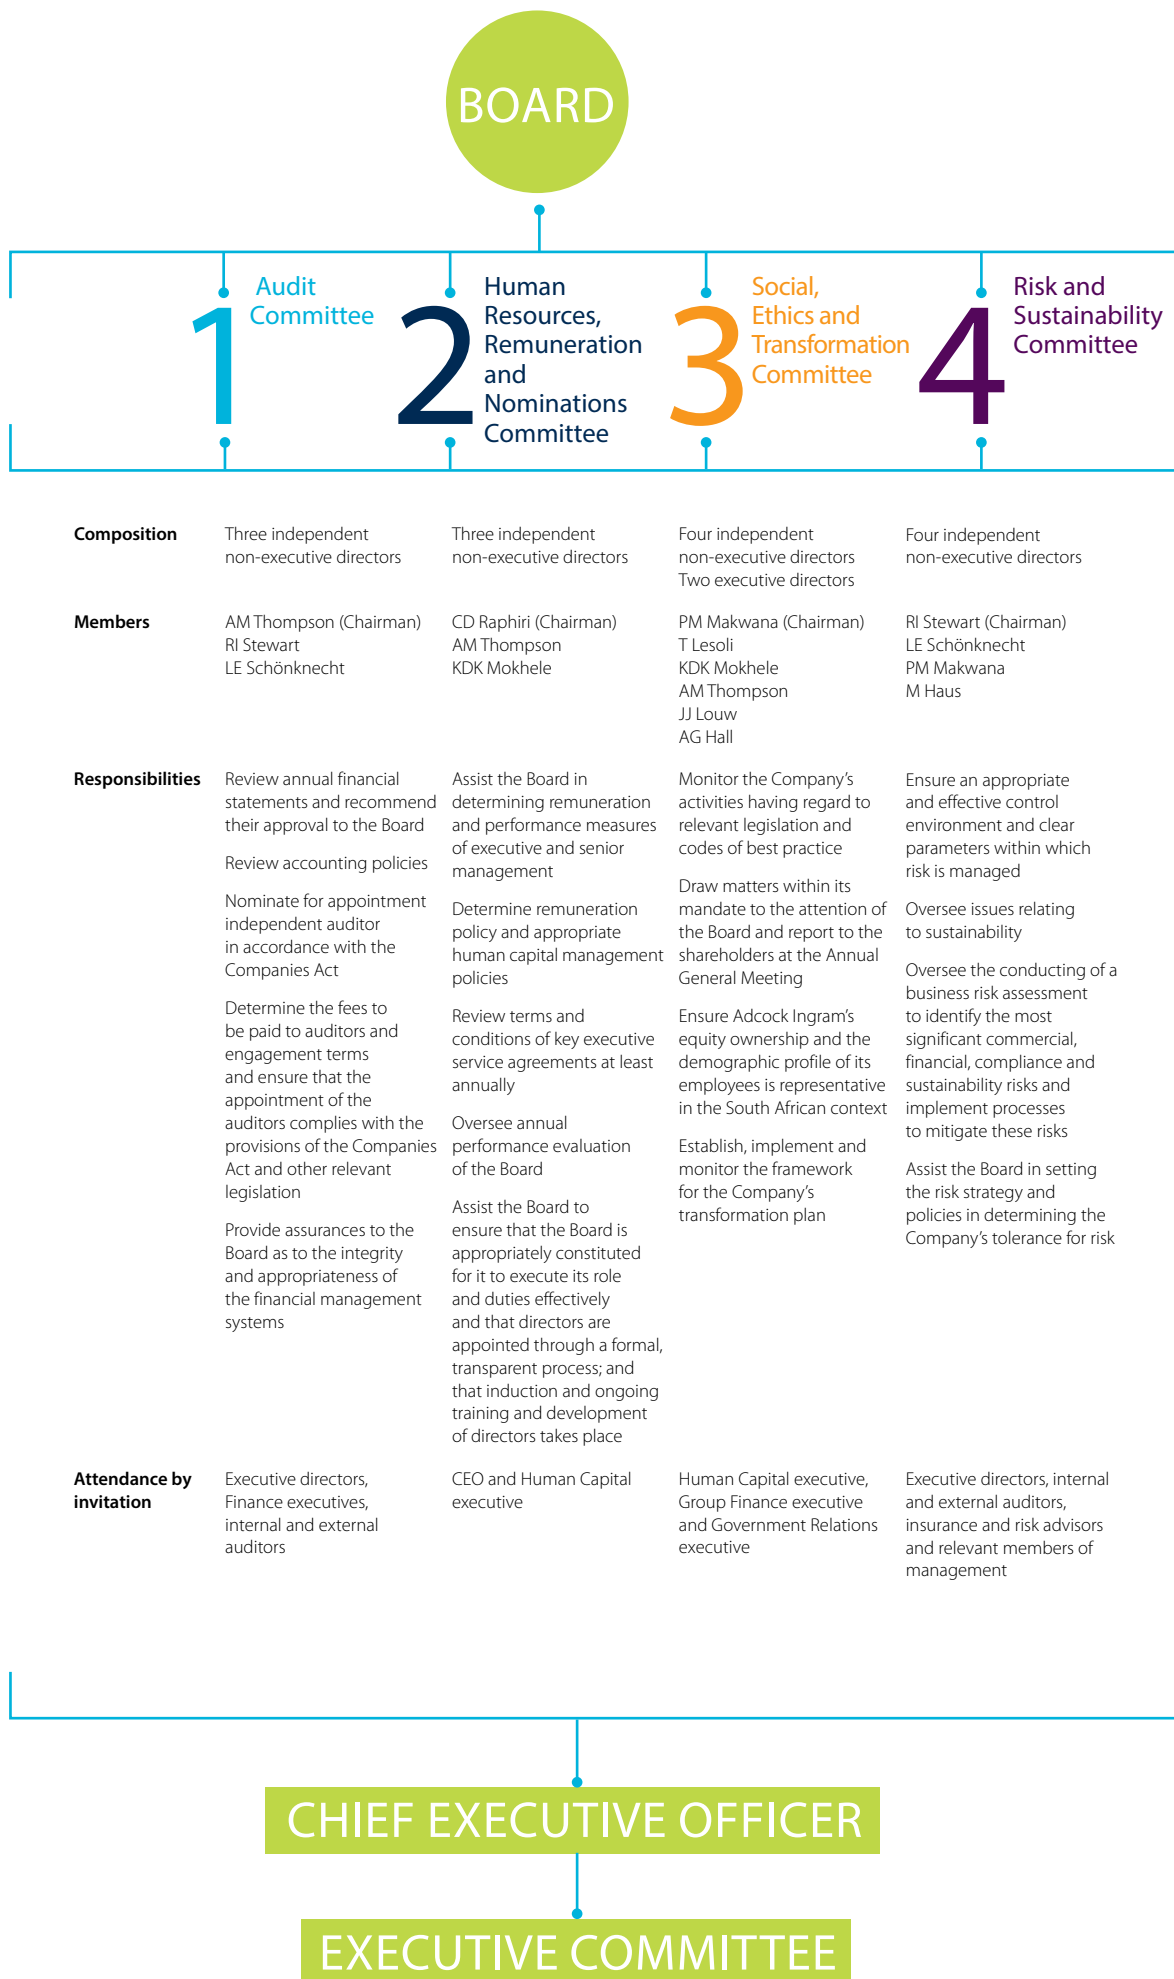 BOARD
1
Audit
Committee
2
Human
Resources,
Remuneration
and
Nominations
Committee
3
Social,
Ethics and
Transformation
Committee
4
Risk and
Sustainability
Committee
Composition
Three independent
non-executive directors
Three independent
non-executive directors
Four independent
non-executive directors
Two executive directors
Four independent
non-executive directors
Members
AM Thompson (Chairman)
RI Stewart
LE Schönknecht
CD Raphiri (Chairman)
AM Thompson
KDK Mokhele
PM Makwana (Chairman)
T Lesoli
KDK Mokhele
AM Thompson
JJ Louw
AG Hall
RI Stewart (Chairman)
LE Schönknecht
PM Makwana
M Haus
Responsibilities
Review annual financial
statements and recommend
their approval to the Board
Review accounting policies
Nominate for appointment
independent auditor
in accordance with the
Companies Act
Determine the fees to
be paid to auditors and
engagement terms
and ensure that the
appointment of the
auditors complies with the
provisions of the Companies
Act and other relevant
legislation
Provide assurances to the
Board as to the integrity
and appropriateness of
the financial management
systems
Assist the Board in
determining remuneration
and performance measures
of executive and senior
management
Determine remuneration
policy and appropriate
human capital management
policies
Review terms and
conditions of key executive
service agreements at least
annually
Oversee annual
performance evaluation
of the Board
Assist the Board to
ensure that the Board is
appropriately constituted
for it to execute its role
and duties effectively
and that directors are
appointed through a formal,
transparent process; and
that induction and ongoing
training and development
of directors takes place
Monitor the Company's
activities having regard to
relevant legislation and
codes of best practice
Draw matters within its
mandate to the attention of
the Board and report to the
shareholders at the Annual
General Meeting
Ensure Adcock Ingram's
equity ownership and the
demographic profile of its
employees is representative
in the South African context
Establish, implement and
monitor the framework
for the Company's
transformation plan
Ensure an appropriate
and effective control
environment and clear
parameters within which
risk is managed
Oversee issues relating
to sustainability
Oversee the conducting of a
business risk assessment
to identify the most
significant commercial,
financial, compliance and
sustainability risks and
implement processes
to mitigate these risks
Assist the Board in setting
the risk strategy and
policies in determining the
Company's tolerance for risk
Attendance by
invitation
Executive directors,
Finance executives,
internal and external
auditors
CEO and Human Capital
executive
Human Capital executive,
Group Finance executive
and Government Relations
executive
Executive directors, internal
and external auditors,
insurance and risk advisors
and relevant members of
management
CHIEF EXECUTIVE OFFICER
EXECUTIVE COMMITTEE